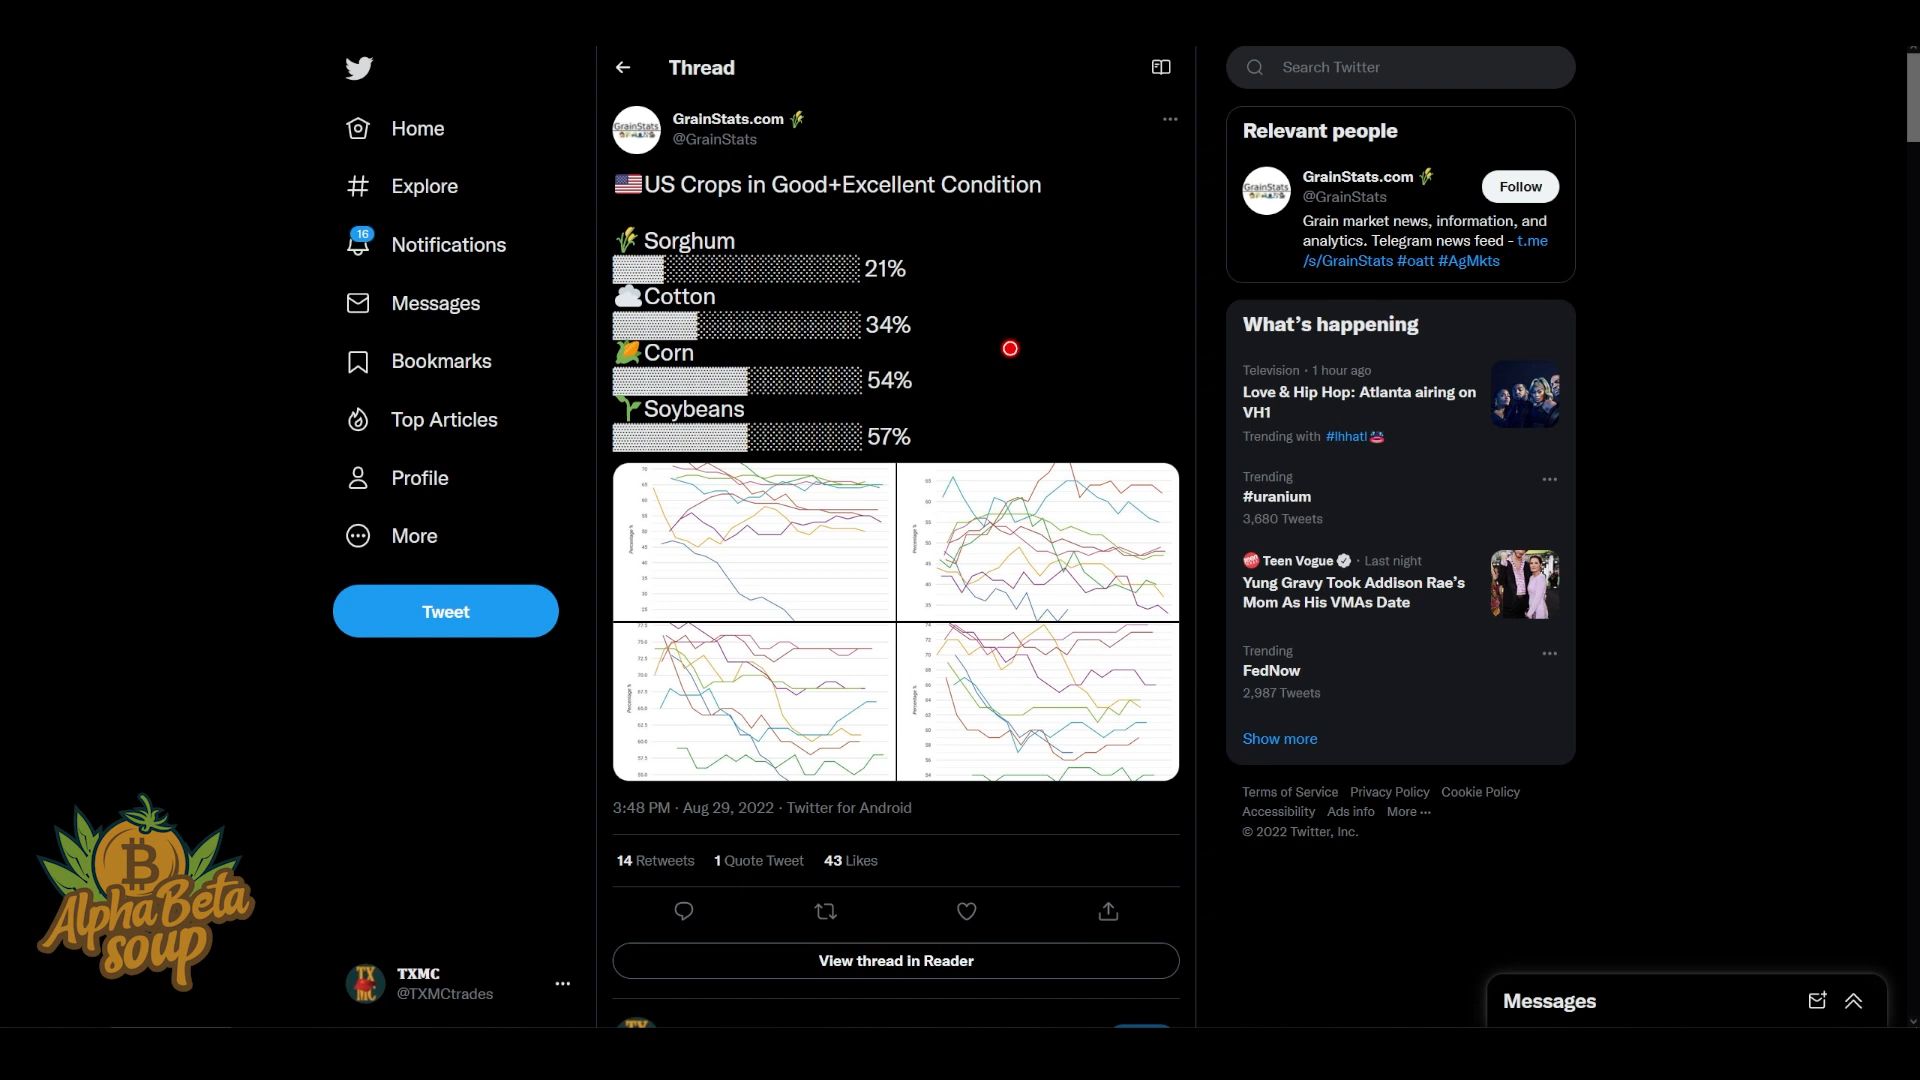 Home
Explore
16
Notifications
Messages
Bookmarks
Top Articles
Profile
More
Tweet
TXMC
@TXMCtrades
AlphaBeta
soup
Thread
GrainStats.com
@GrainStats
US Crops in Good+Excellent Condition
Sorghum
21%
Cotton
34%
Corn
54%
Soybeans
57%
3:48 PM · Aug 29, 2022 · Twitter for Android
14 Retweets 1 Quote Tweet 43 Likes
View thread in Reader
Search Twitter
Relevant people
GrainStats.com
@GrainStats
Follow
Grain market news, information, and
analytics. Telegram news feed - t.me
/s/GrainStats #oatt #AgMkts
What’s happening
Television · 1 hour ago
Love & Hip Hop: Atlanta airing on
VH1
Trending with #lhhatl
Trending
#uranium
3,680 Tweets
Teen Vogue · Last night
Yung Gravy Took Addison Rae’s
Mom As His VMAs Date
Trending
FedNow
2,987 Tweets
Show more
Terms of Service Privacy Policy Cookie Policy
Accessibility Ads info More ···
© 2022 Twitter, Inc.
Messages